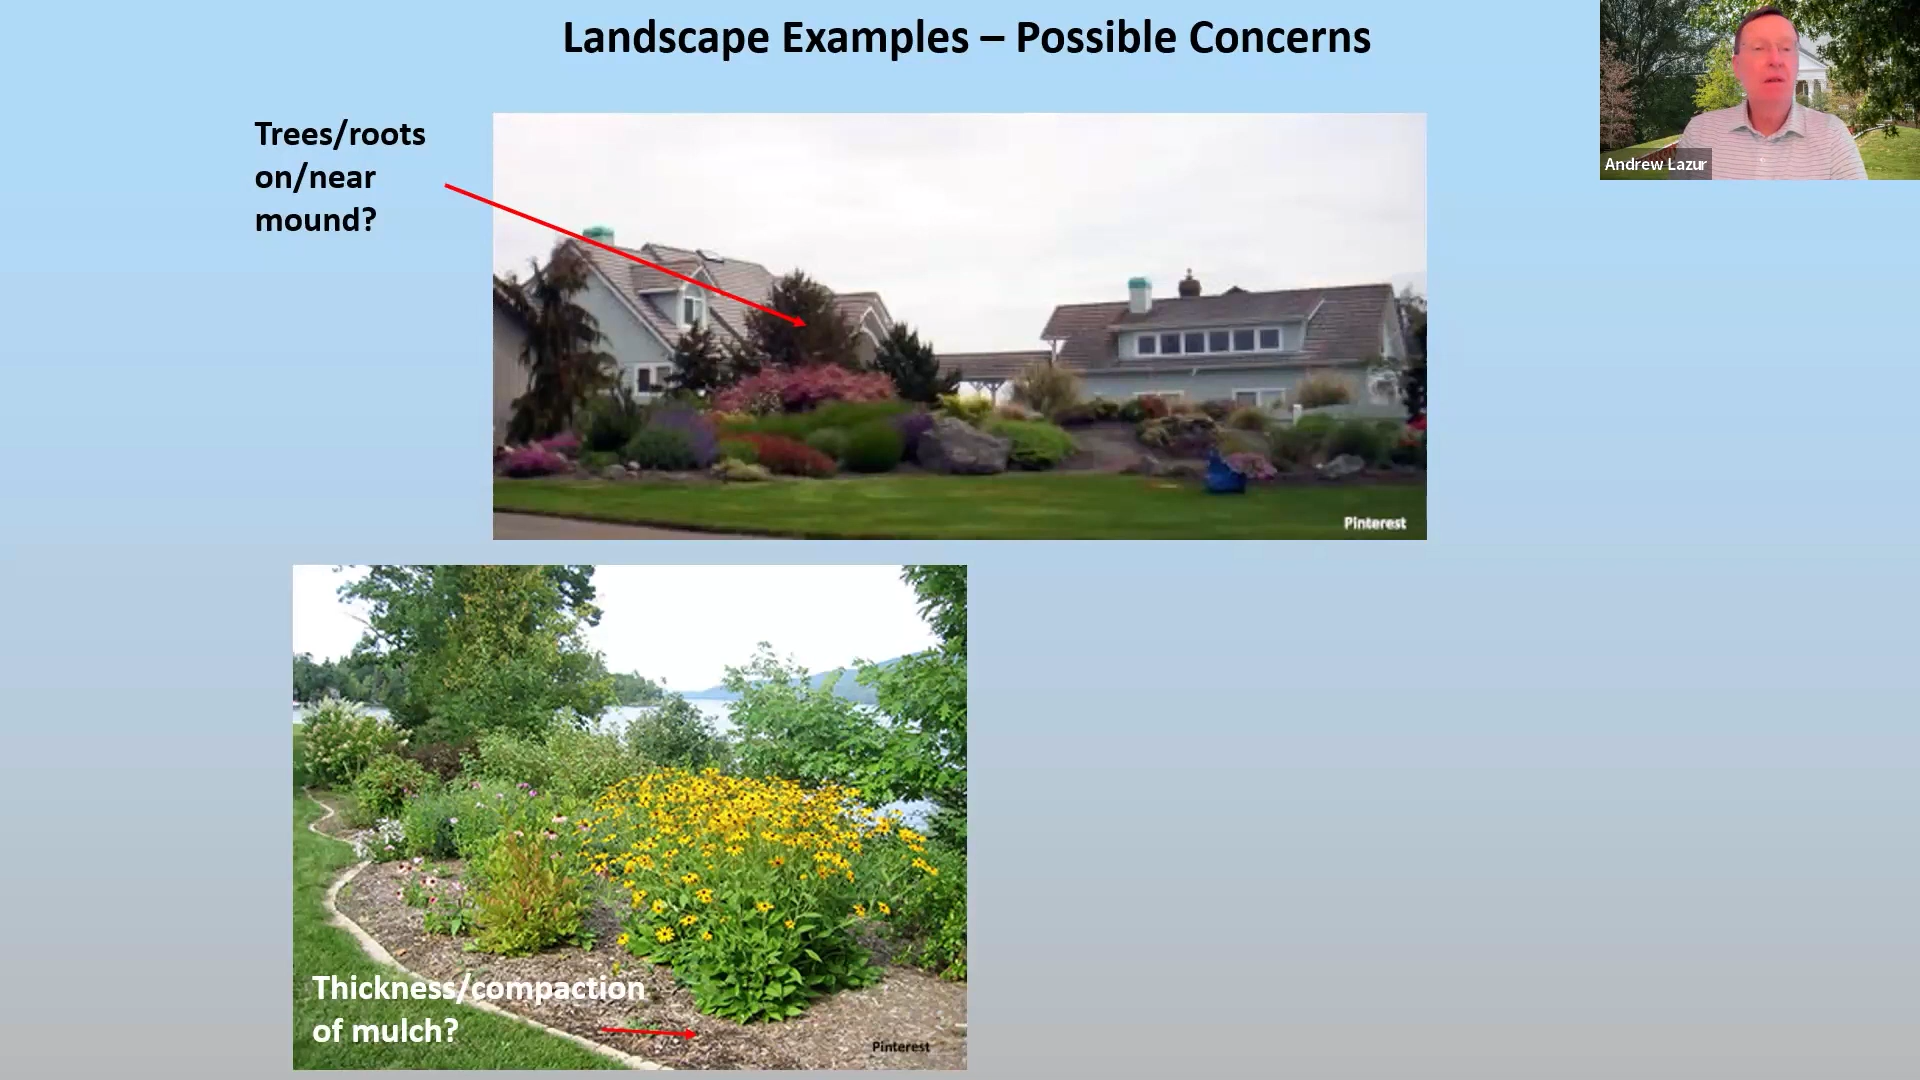 Landscape Examples – Possible Concerns
Andrew Lazur
Trees/roots
on/near
mound?
Pinterest
Thickness/compaction
of mulch?
Pinterest